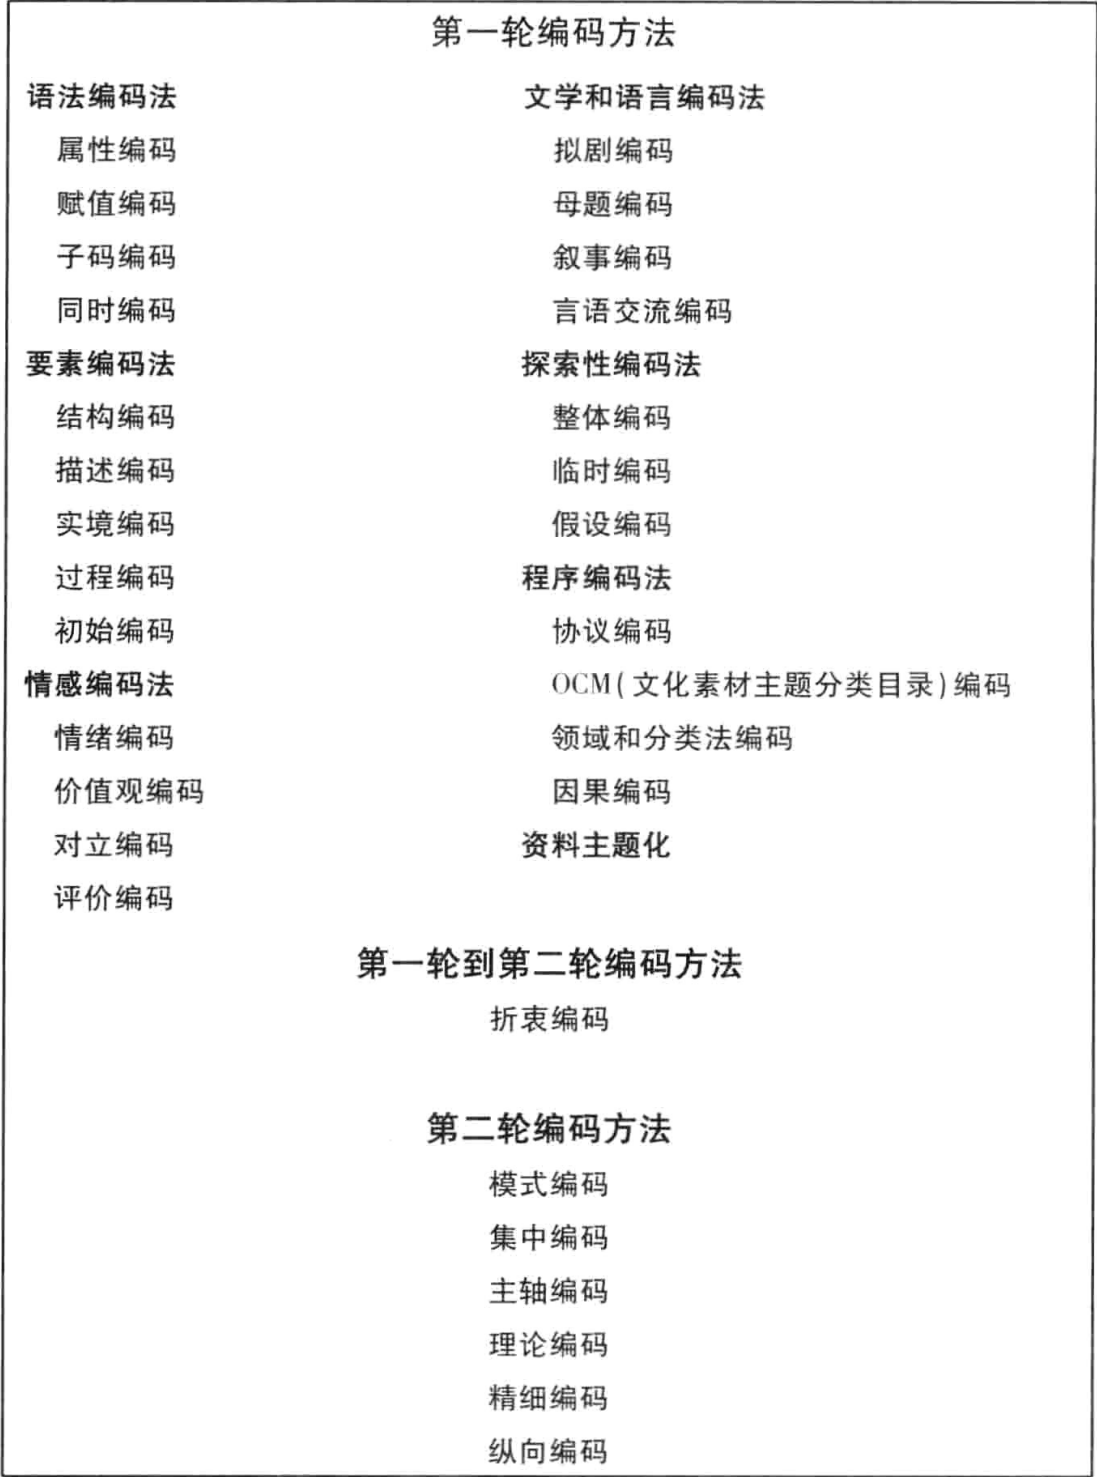 第一轮编码方法
语法编码法
属性编码
赋值编码
子码编码
同时编码
要素编码法
结构编码
描述编码
实境编码
过程编码
初始编码
情感编码法
情绪编码
价值观编码
对立编码
评价编码
文学和语言编码法
拟剧编码
母题编码
叙事编码
言语交流编码
探索性编码法
整体编码
临时编码
假设编码
程序编码法
协议编码
OCM(文化素材主题分类目录)编码
领域和分类法编码
因果编码
资料主题化
第一轮到第二轮编码方法
折衷编码
第二轮编码方法
模式编码
集中编码
主轴编码
理论编码
精细编码
纵向编码